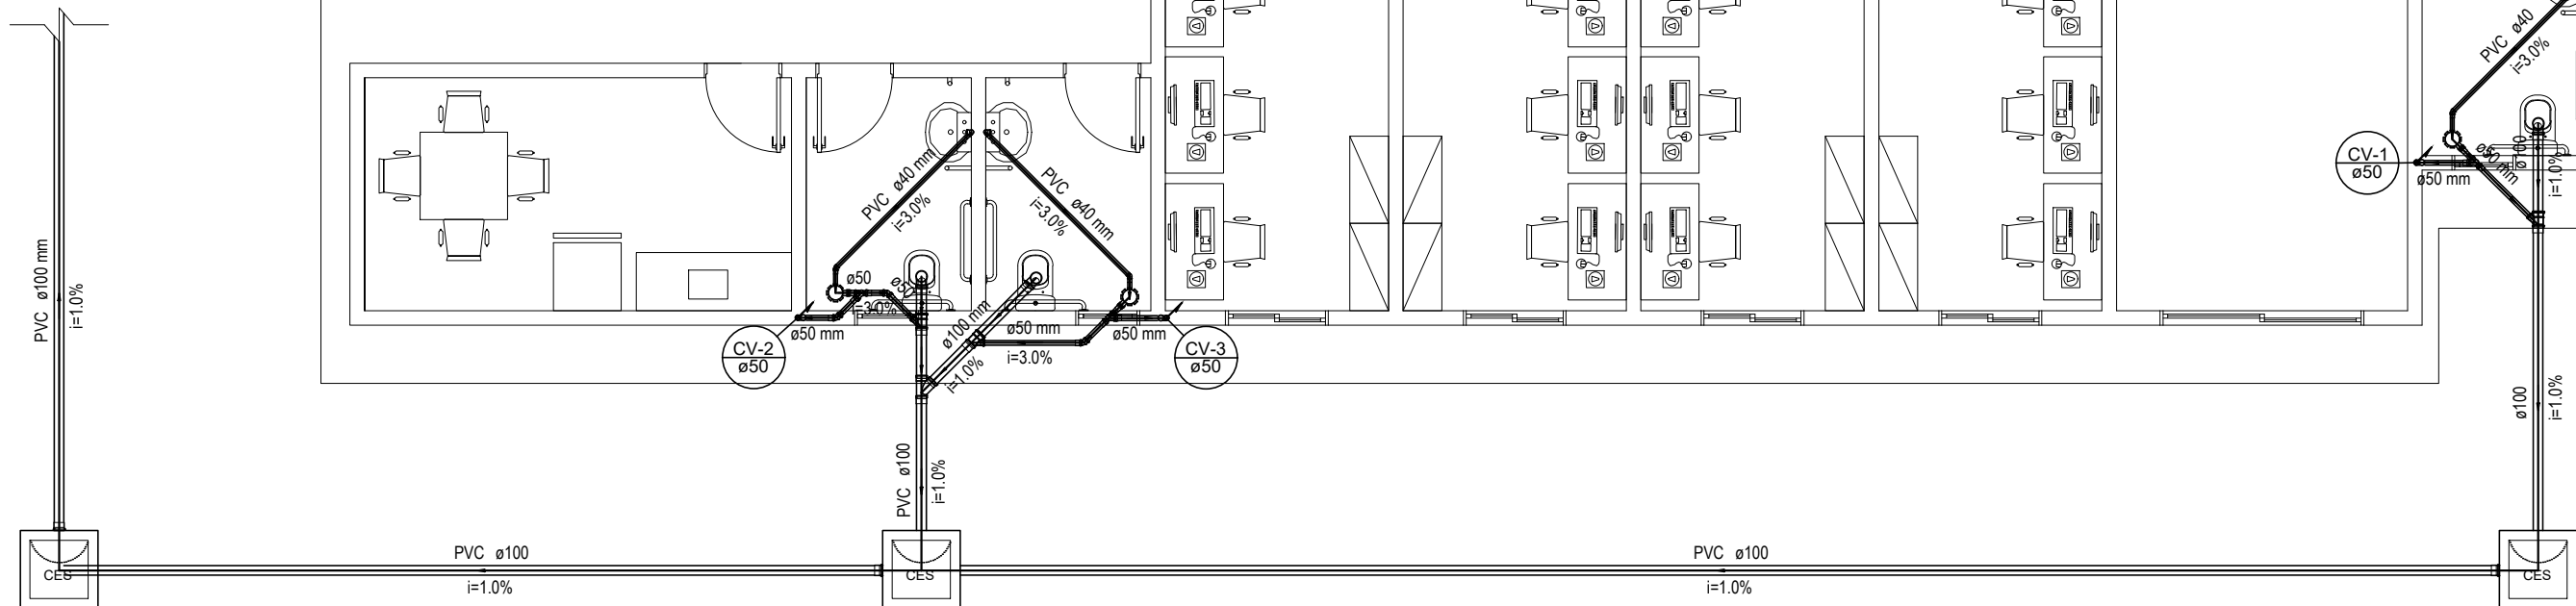 PVC ø40
i=3.0%
PVC ø40 mm
i=3.0%
PVC ø40 mm
i=3.0%
CV-1
ø50
ø50 mm
ø50 mm
ø100
i=1.0%
PVC ø100 mm
i=1.0%
ø50
ø50
i=3.0%
ø50 mm
CV-2
ø50
ø100 mm
i=1.0%
ø50 mm
i=3.0%
ø50 mm
CV-3
ø50
ø100
i=1.0%
PVC ø100
i=1.0%
PVC ø100
i=1.0%
PVC ø100
i=1.0%
CES
CES
CES